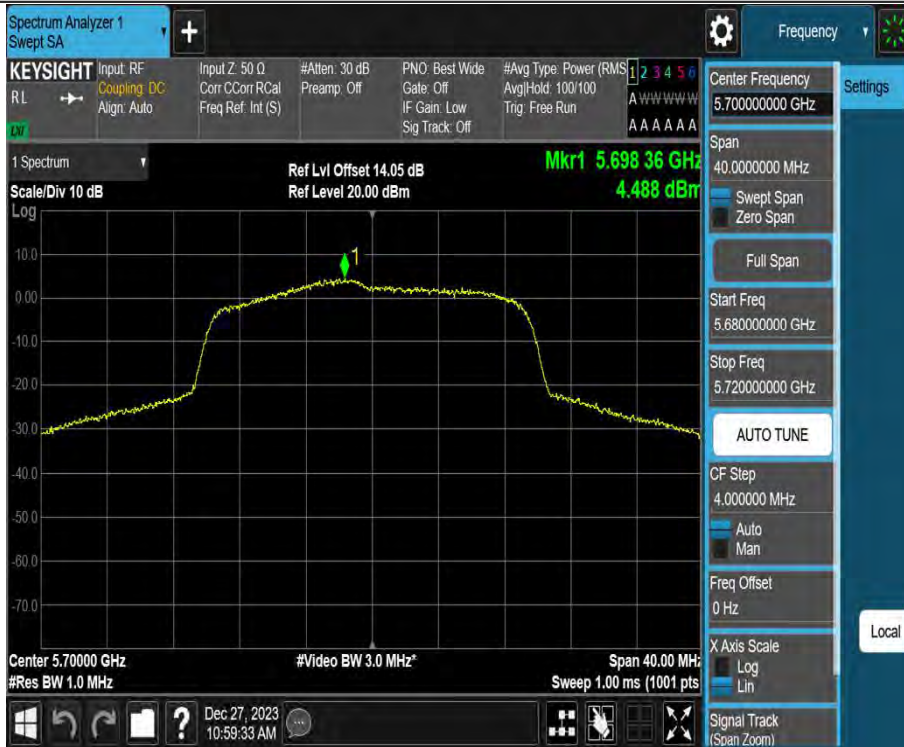 Spectrum Analyzer 1
Swept SA
+
Frequency
KEYSIGHT
RL
LXI
Input: RF
Coupling: DC
Align: Auto
Input Z: 50 Ω
Corr CCorr RCal
Freq Ref: Int (S)
#Atten: 30 dB
Preamp: Off
PNO: Best Wide
Gate: Off
IF Gain: Low
Sig Track: Off
#Avg Type: Power (RMS
Avg|Hold: 100/100
Trig: Free Run
1 2 3 4 5 6
A W W W W W
A A A A A A
1 Spectrum
Scale/Div 10 dB
Ref Lvl Offset 14.05 dB
Ref Level 20.00 dBm
Mkr1 5.698 36 GHz
4.488 dBm
Log
1
10.0
0.00
-10.0
-20.0
-30.0
-40.0
-50.0
-60.0
-70.0
Center 5.70000 GHz
#Res BW 1.0 MHz
#Video BW 3.0 MHz*
Span 40.00 MHz
Sweep 1.00 ms (1001 pts
Dec 27, 2023
10:59:33 AM
?
Center Frequency
5.700000000 GHz
Span
40.0000000 MHz
Swept Span
Zero Span
Full Span
Start Freq
5.680000000 GHz
Stop Freq
5.720000000 GHz
AUTO TUNE
CF Step
4.000000 MHz
Auto
Man
Freq Offset
0 Hz
X Axis Scale
Log
Lin
Signal Track
(Span Zoom)
Settings
Local